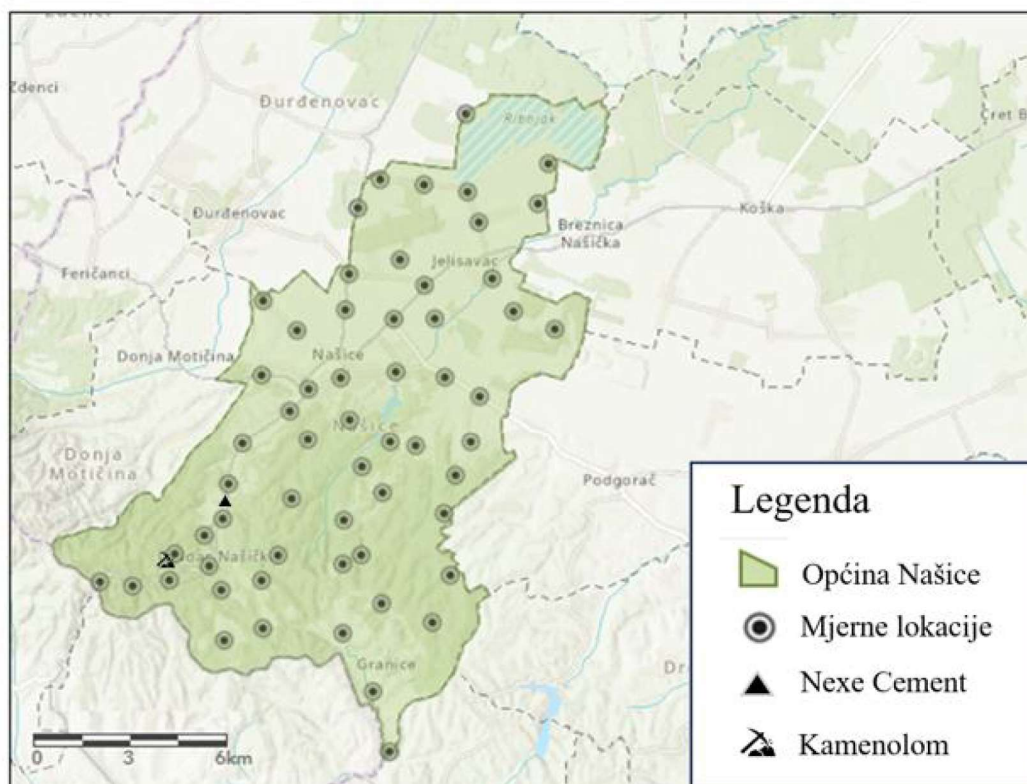 Zdenci
Đurđenovac
Ribnjak
Cret B
Đurđenovac
Koška
Breznica
Našička
Feričanci
Jelisavac
Donja Motičina
Našice
Našice
Donja
Motičina
Podgorač
Granice
0 3 6km
Legenda
Općina Našice
Mjerne lokacije
Nexe Cement
Kamenolom